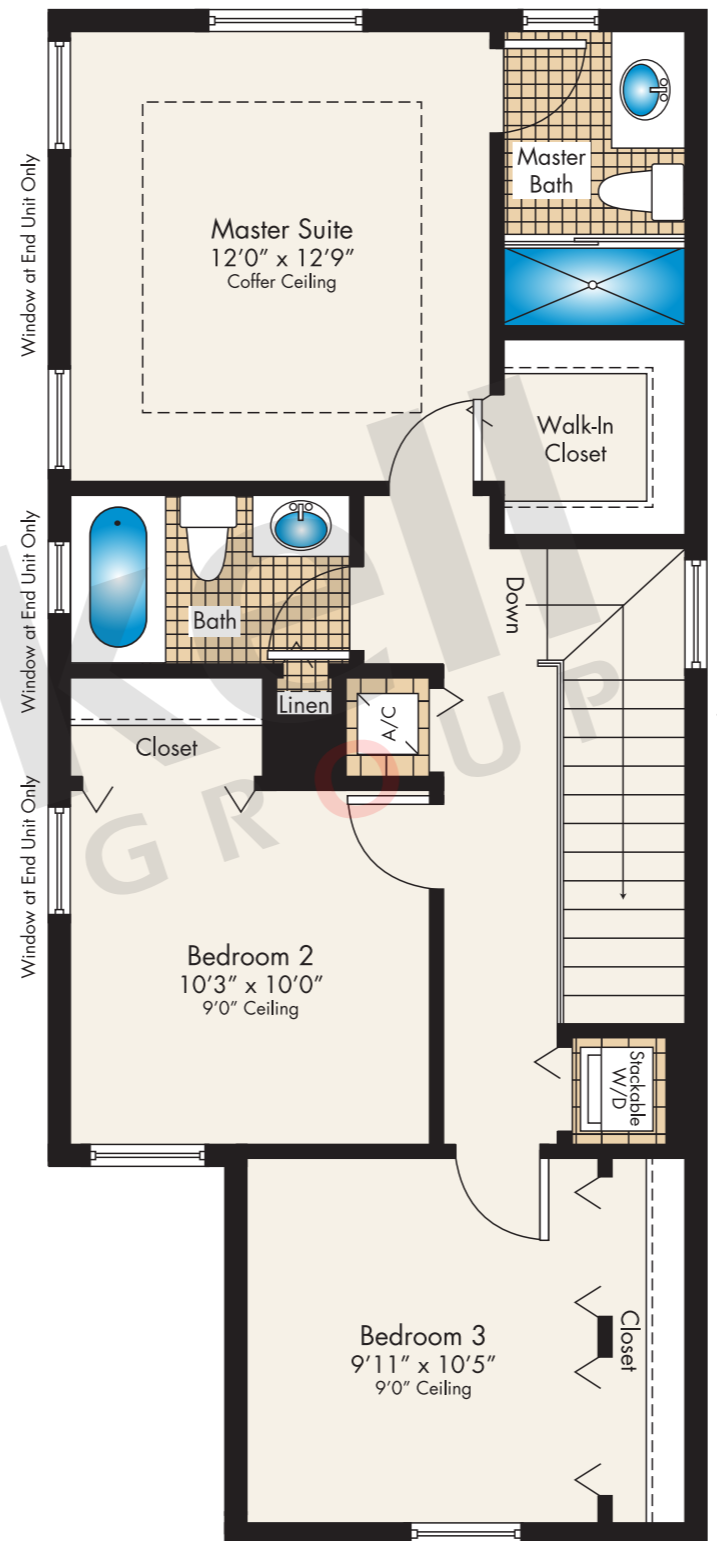 Master Suite
12’0” x 12’9”
Coffer Ceiling
Master
Bath
Window at End Unit Only
Walk-In
Closet
Window at End Unit Only
Bath
Down
Linen
A/C
Closet
Window at End Unit Only
kell
GROUP
Bedroom 2
10’3” x 10’0”
9’0” Ceiling
Stackable
W/D
Bedroom 3
9’11” x 10’5”
9’0” Ceiling
Closet